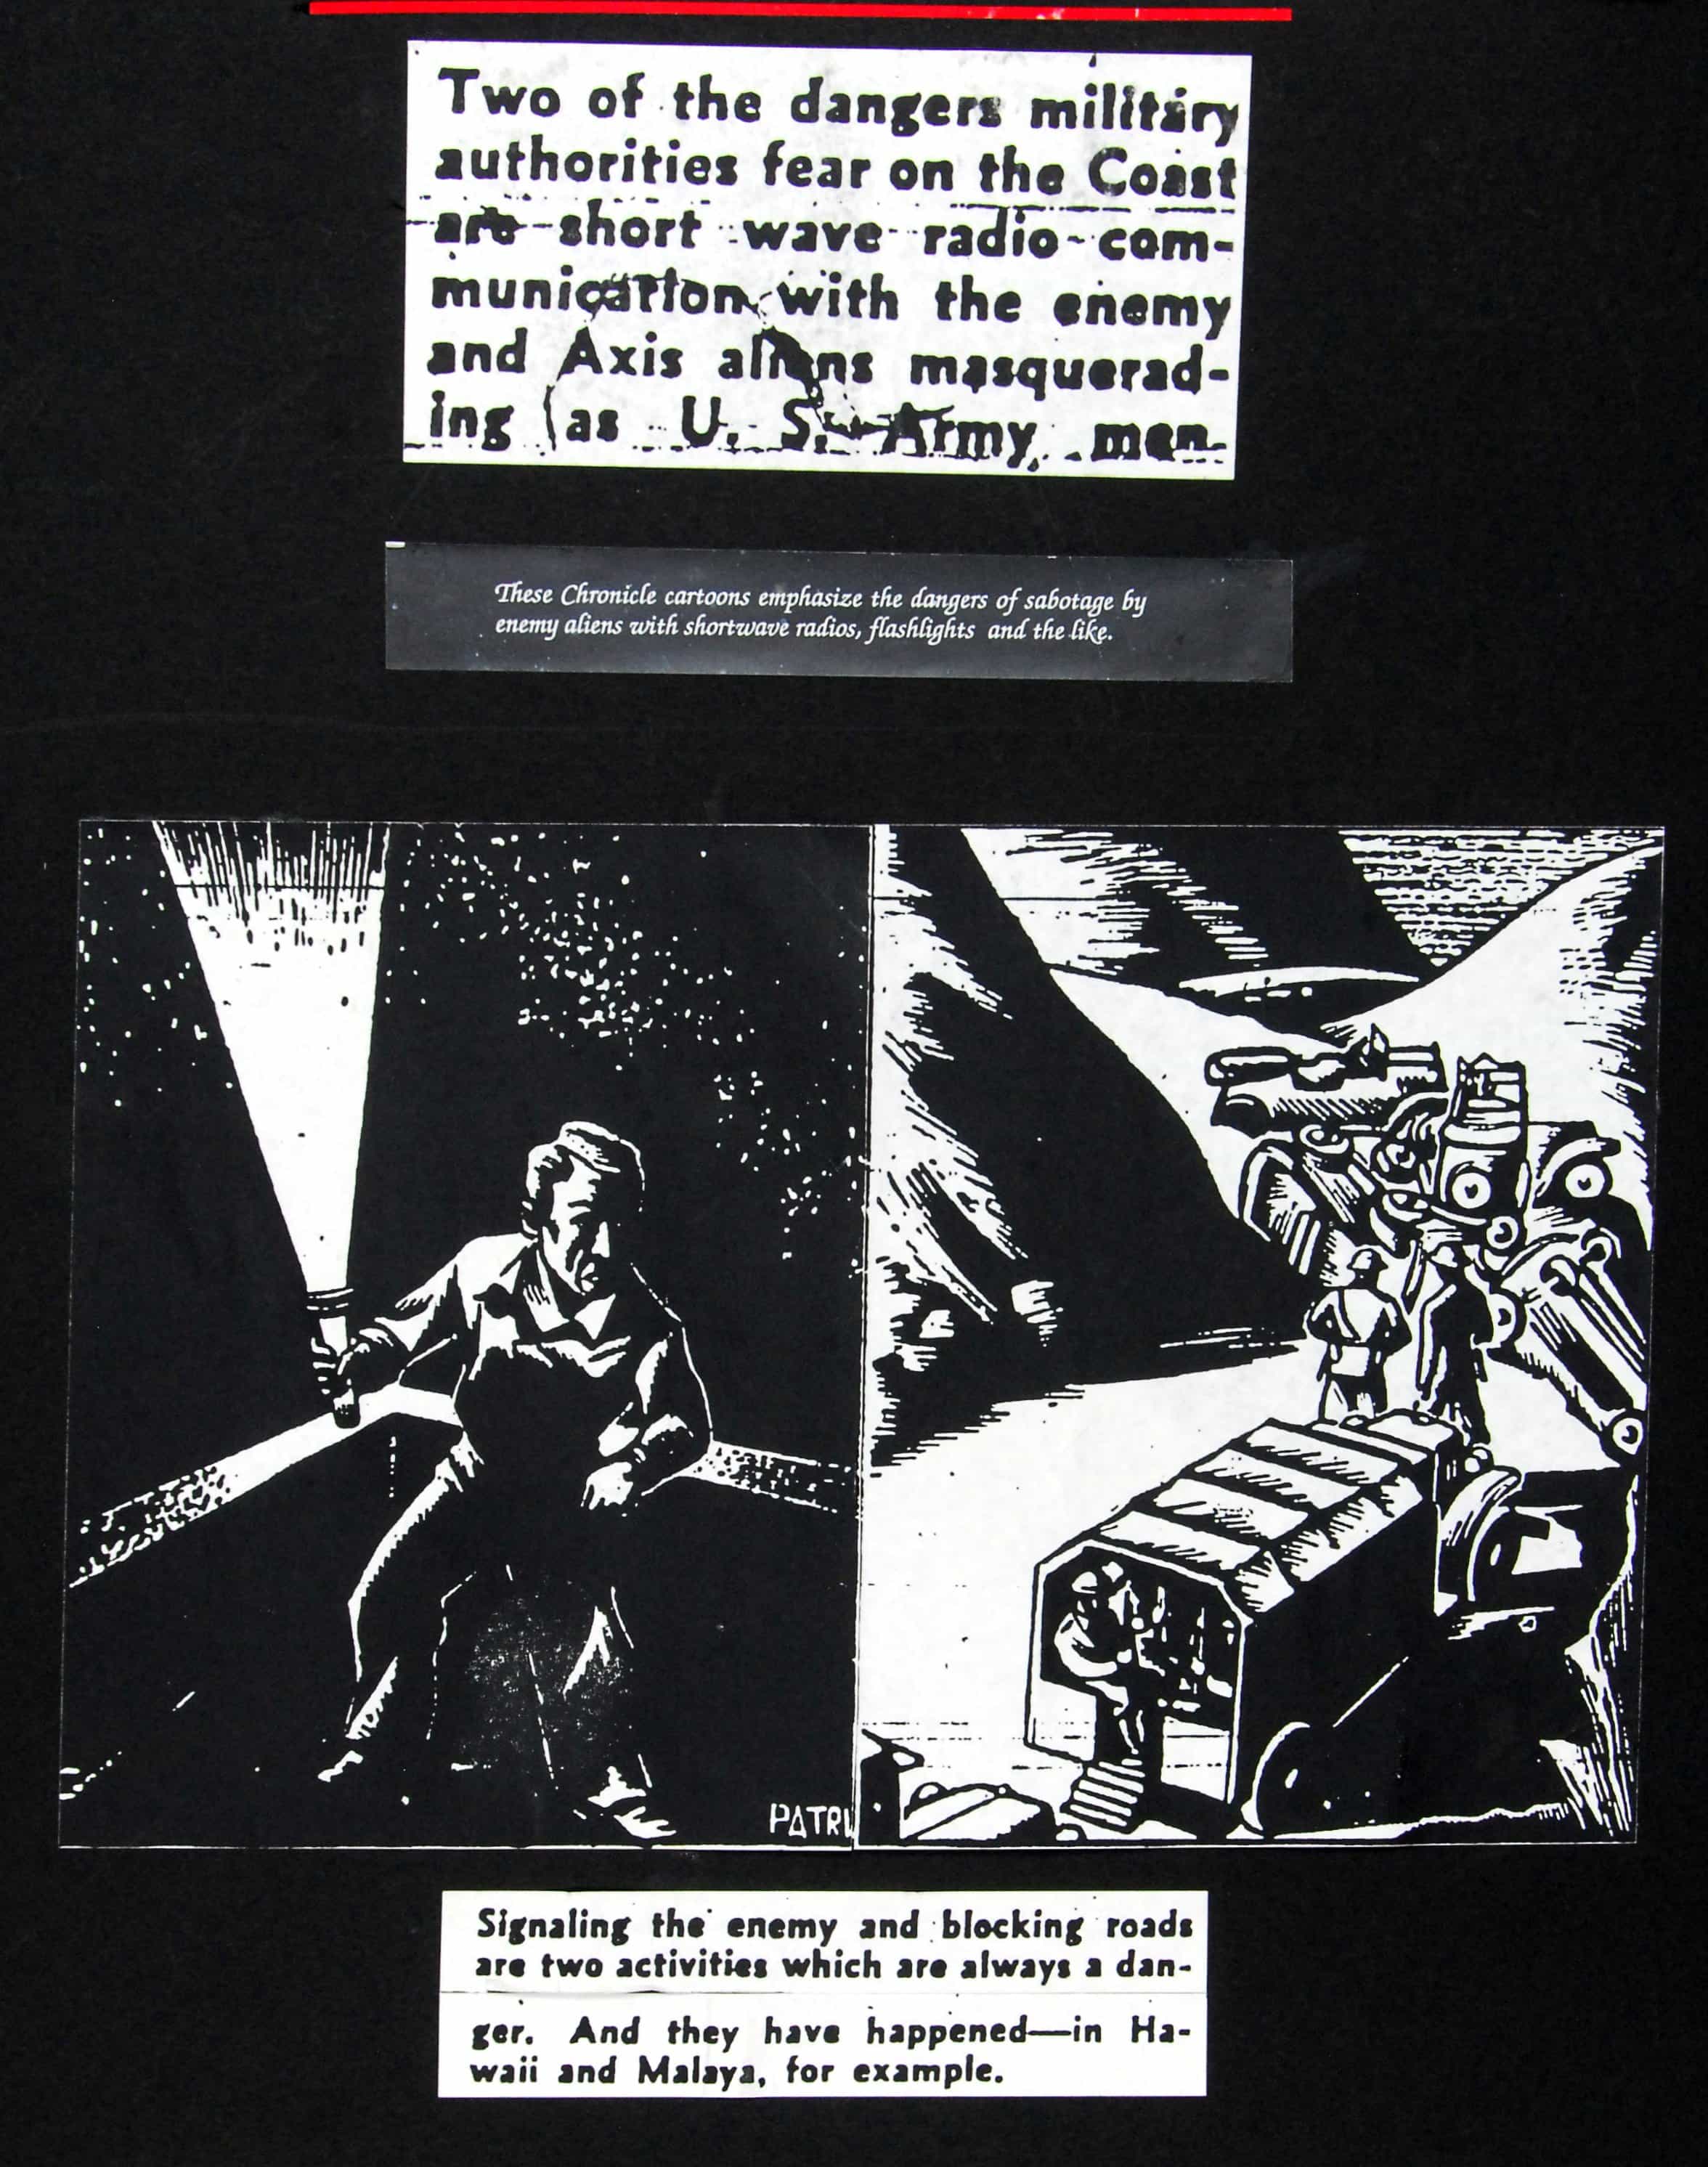 Two of the dangers military
authorities fear on the Coast
are short wave radio com-
munication with the enemy
and Axis aliens masquerad-
ing as U. S. Army men.
These Chronicle cartoons emphasize the dangers of sabotage by
enemy aliens with shortwave radios, flashlights and the like.
PATRI
Signaling the enemy and blocking roads
are two activities which are always a dan-
ger. And they have happened—in Ha-
waii and Malaya, for example.